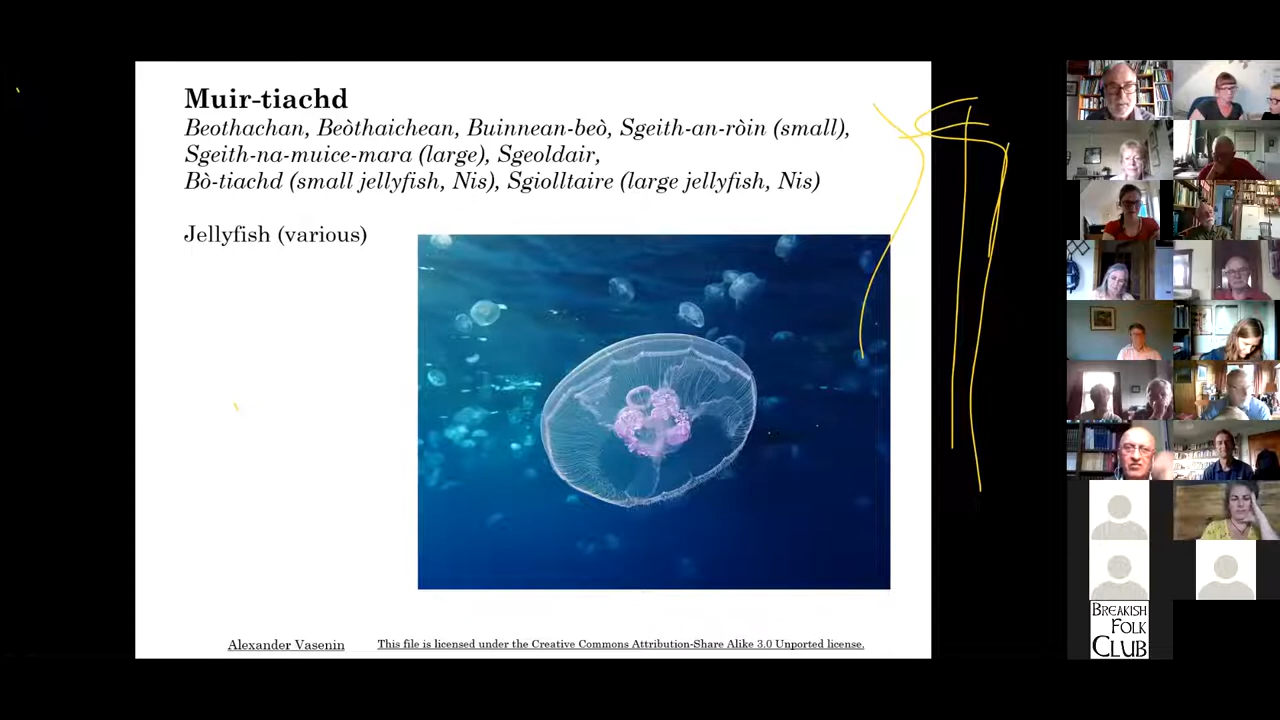 Muir-tiachd
Beothachan, Beòthaichean, Buinnean-beò, Sgeith-an-ròin (small),
Sgeith-na-muice-mara (large), Sgeoldair,
Bò-tiachd (small jellyfish, Nis), Sgiolltaire (large jellyfish, Nis)
Jellyfish (various)
Alexander Vasenin
This file is licensed under the Creative Commons Attribution-Share Alike 3.0 Unported license.
BREAKISH
FOLK
CLUB